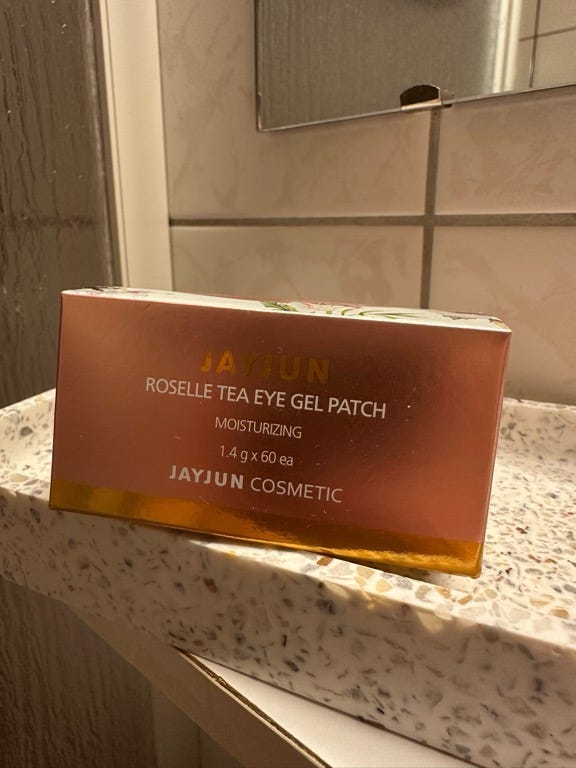 JAYJUN
ROSELLE TEA EYE GEL PATCH
MOISTURIZING
1.4 g x 60 ea
JAYJUN COSMETIC